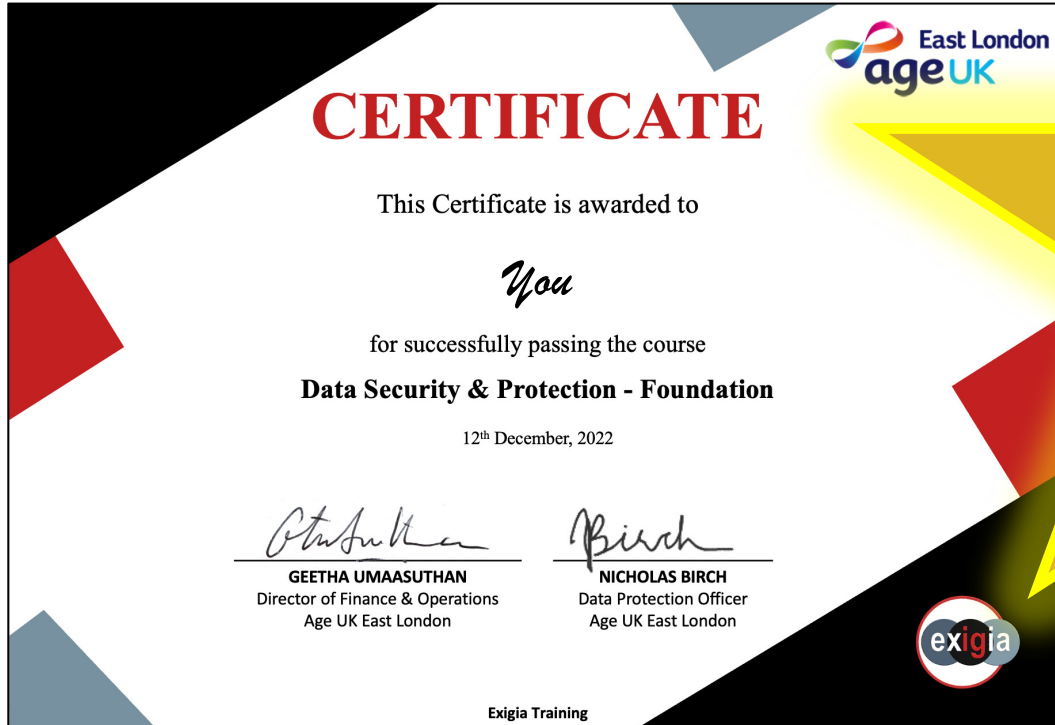 East London
age UK
CERTIFICATE
This Certificate is awarded to
You
for successfully passing the course
Data Security & Protection - Foundation
12th December, 2022
Birch
GEETHA UMAASUTHAN
Director of Finance & Operations
Age UK East London
NICHOLAS BIRCH
Data Protection Officer
Age UK East London
exigia
Exigia Training